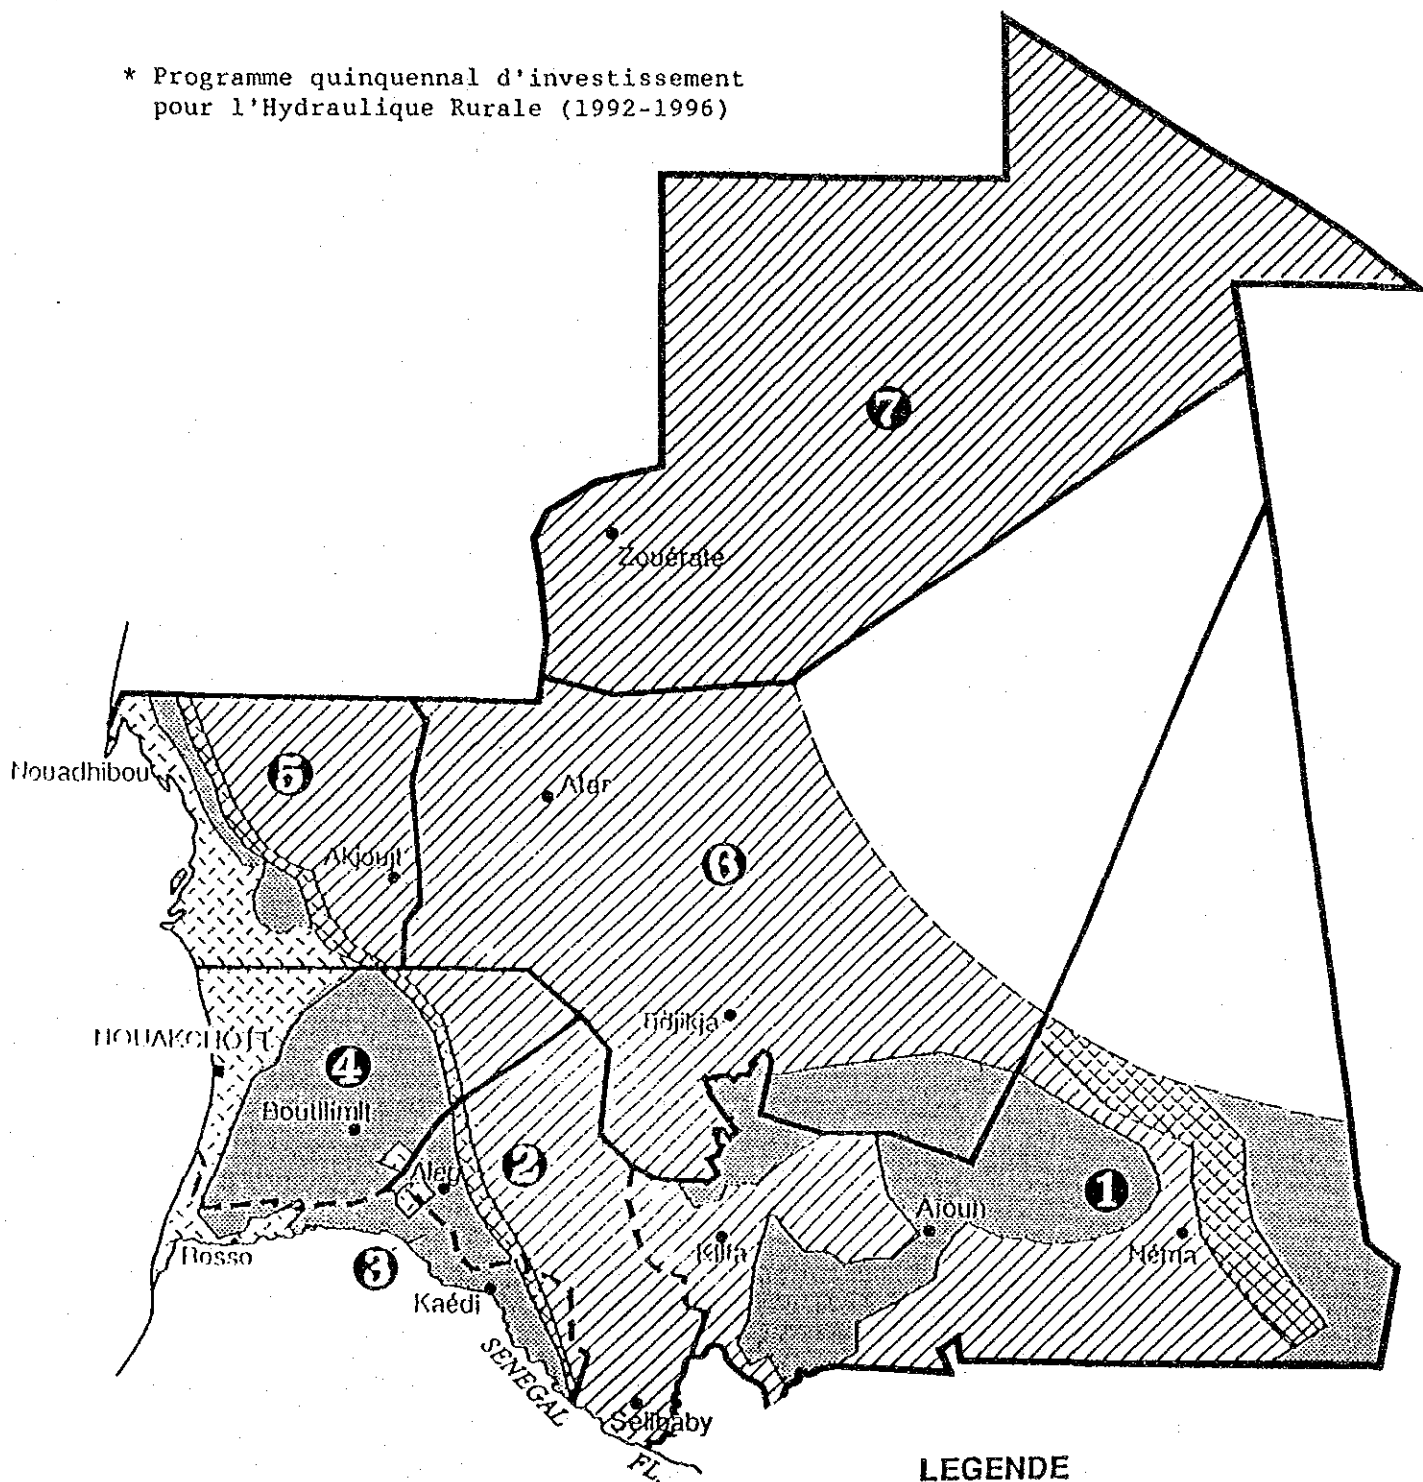 * Programme quinquennal d'investissement
pour l'Hydraulique Rurale (1992-1996)
7
Zouérate
Nouadhibou
5
Atar
Akjoujt
6
Tidjikja
NOUAKCHOTT
4
Boutilimit
2
Aleg
1
Aïoun
Kiffa
Néma
Rosso
3
Kaédi
SENEGAL
Sélibaby
FL.
LEGENDE